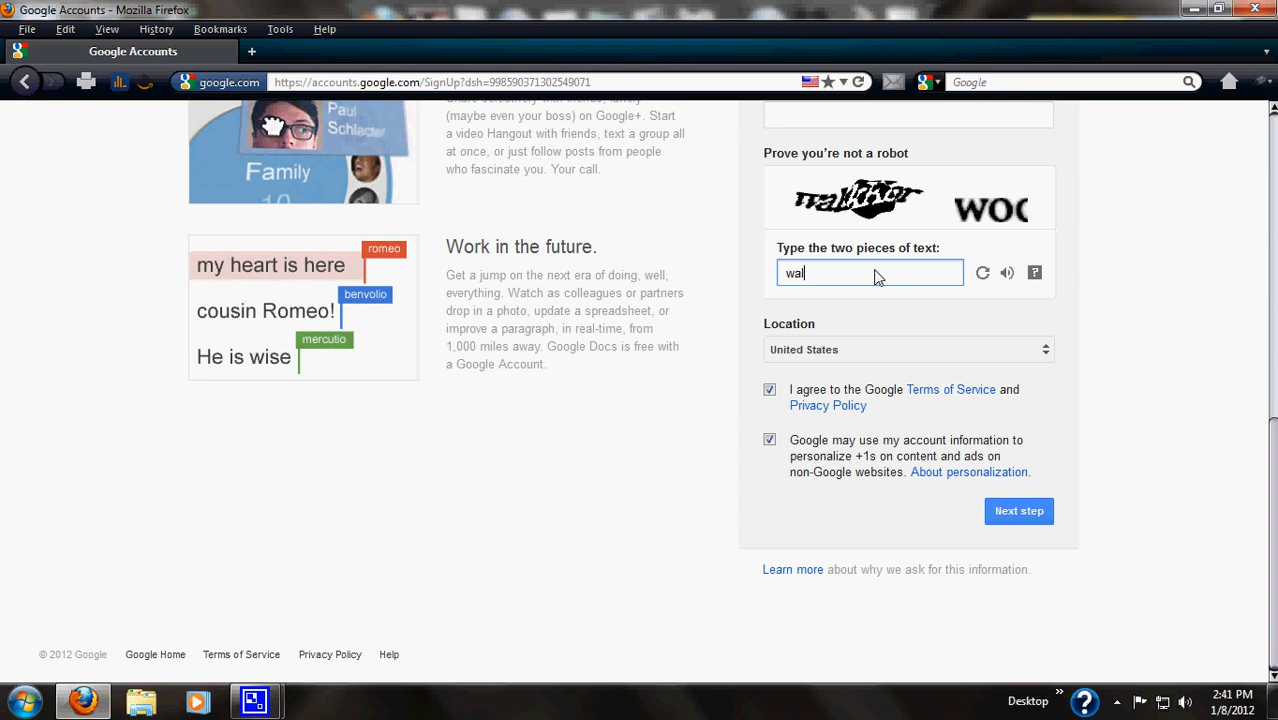 Google Accounts - Mozilla Firefox
File Edit View History Bookmarks Tools Help
Google Accounts
google.com https://accounts.google.com/SignUp?dsh=998590371302549071 Google
Paul
Schlacter
Family
10
Share selectively with friends, family
(maybe even your boss) on Google+. Start
a video Hangout with friends, text a group all
at once, or just follow posts from people
who fascinate you. Your call.
my heart is here
romeo
cousin Romeo!
benvolio
He is wise
mercutio
Work in the future.
Get a jump on the next era of doing, well,
everything. Watch as colleagues or partners
drop in a photo, update a spreadsheet, or
improve a paragraph, in real-time, from
1,000 miles away. Google Docs is free with
a Google Account.
Prove you're not a robot
Type the two pieces of text:
wal
Location
United States
I agree to the Google Terms of Service and
Privacy Policy
Google may use my account information to
personalize +1s on content and ads on
non-Google websites. About personalization.
Next step
Learn more about why we ask for this information.
© 2012 Google Google Home Terms of Service Privacy Policy Help
Desktop
2:41 PM
1/8/2012